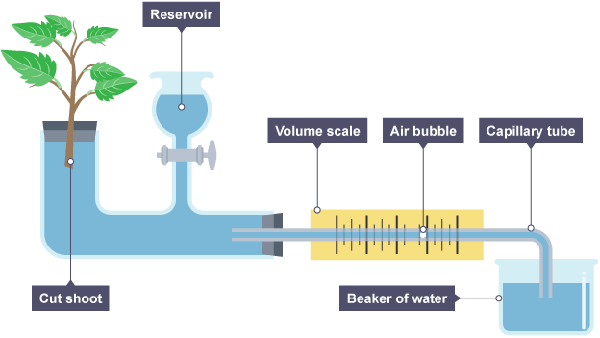 Reservoir
Volume scale
Air bubble
Capillary tube
Cut shoot
Beaker of water